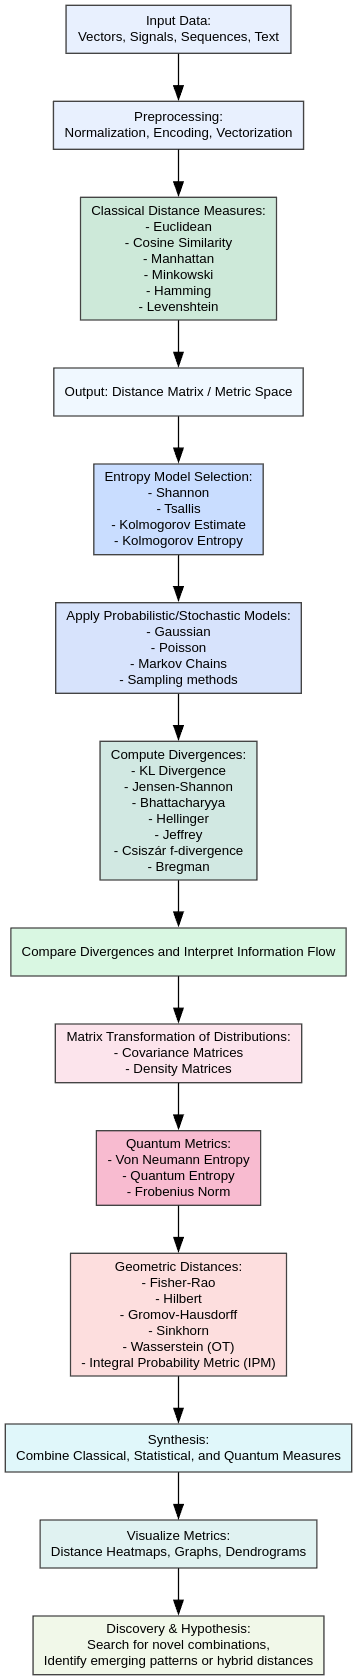 Input Data:
Vectors, Signals, Sequences, Text
Preprocessing:
Normalization, Encoding, Vectorization
Classical Distance Measures:
- Euclidean
- Cosine Similarity
- Manhattan
- Minkowski
- Hamming
- Levenshtein
Output: Distance Matrix / Metric Space
Entropy Model Selection:
- Shannon
- Tsallis
- Kolmogorov Estimate
- Kolmogorov Entropy
Apply Probabilistic/Stochastic Models:
- Gaussian
- Poisson
- Markov Chains
- Sampling methods
Compute Divergences:
- KL Divergence
- Jensen-Shannon
- Bhattacharyya
- Hellinger
- Jeffrey
- Csiszár f-divergence
- Bregman
Compare Divergences and Interpret Information Flow
Matrix Transformation of Distributions:
- Covariance Matrices
- Density Matrices
Quantum Metrics:
- Von Neumann Entropy
- Quantum Entropy
- Frobenius Norm
Geometric Distances:
- Fisher-Rao
- Hilbert
- Gromov-Hausdorff
- Sinkhorn
- Wasserstein (OT)
- Integral Probability Metric (IPM)
Synthesis:
Combine Classical, Statistical, and Quantum Measures
Visualize Metrics:
Distance Heatmaps, Graphs, Dendrograms
Discovery & Hypothesis:
Search for novel combinations,
Identify emerging patterns or hybrid distances